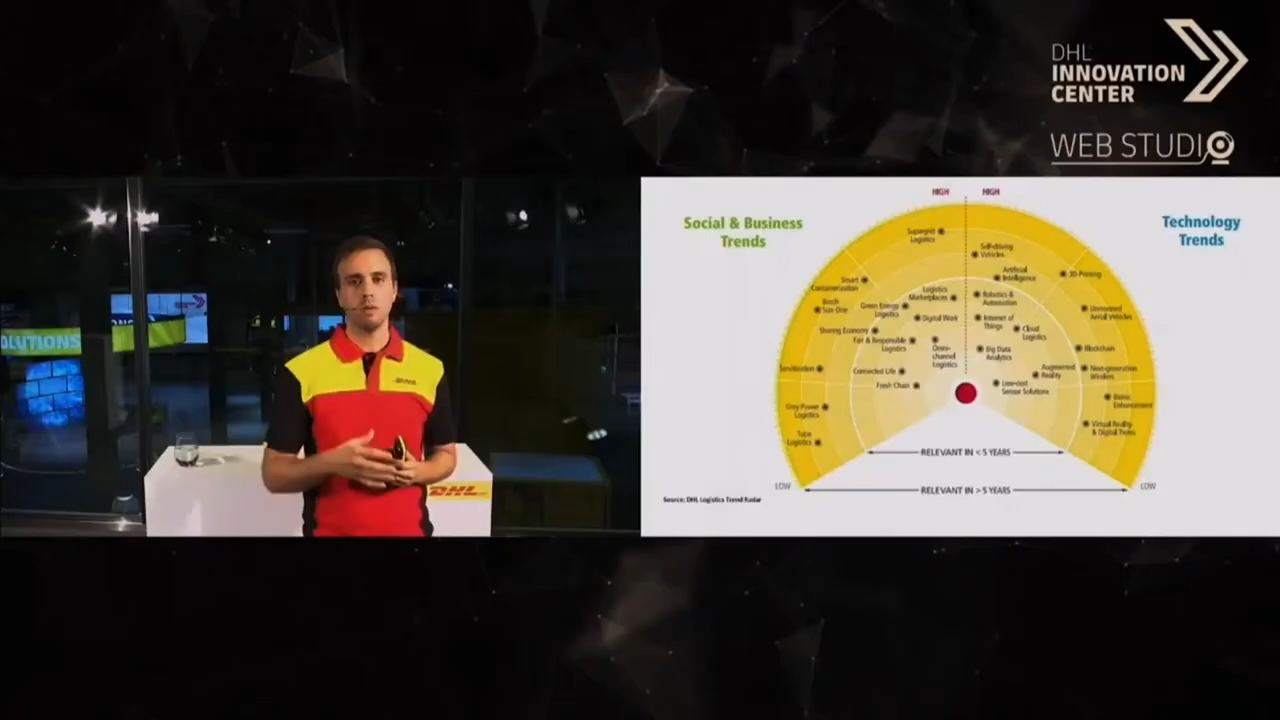 DHL
INNOVATION
CENTER
WEB STUDIO
SOLUTIONS
DHL
HIGH
HIGH
Social & Business
Trends
Technology
Trends
Supergrid
Logistics
Smart
Containerization
Batch
Size One
Sharing Economy
Servitization
Grey Power
Logistics
Tube
Logistics
Green Energy
Logistics
Fair & Responsible
Logistics
Connected Life
Fresh Chain
Logistics
Marketplaces
Digital Work
Omni-
channel
Logistics
Self-driving
Vehicles
Artificial
Intelligence
Robotics &
Automation
Internet of
Things
Cloud
Logistics
Big Data
Analytics
Augmented
Reality
Low-cost
Sensor Solutions
3D Printing
Unmanned
Aerial Vehicles
Blockchain
Next-generation
Wireless
Bionic
Enhancement
Virtual Reality
& Digital Twins
RELEVANT IN < 5 YEARS
RELEVANT IN > 5 YEARS
LOW
LOW
Source: DHL Logistics Trend Radar